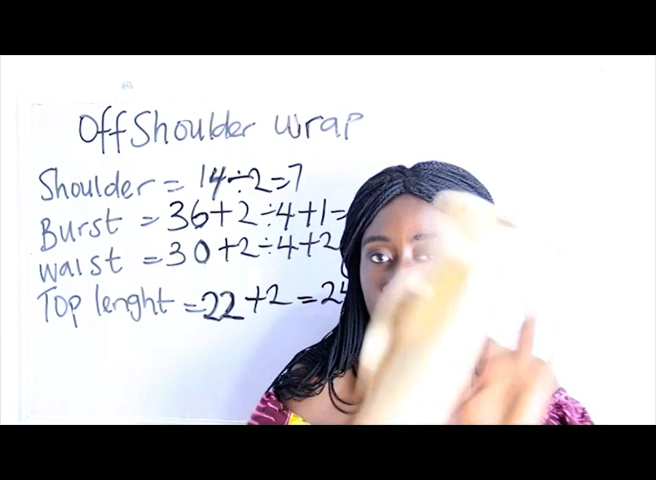 Off Shoulder wrap
Shoulder = 14÷2=7
Burst = 36+2÷4+1=
waist =30+2÷4+2
Top lenght =22+2=24